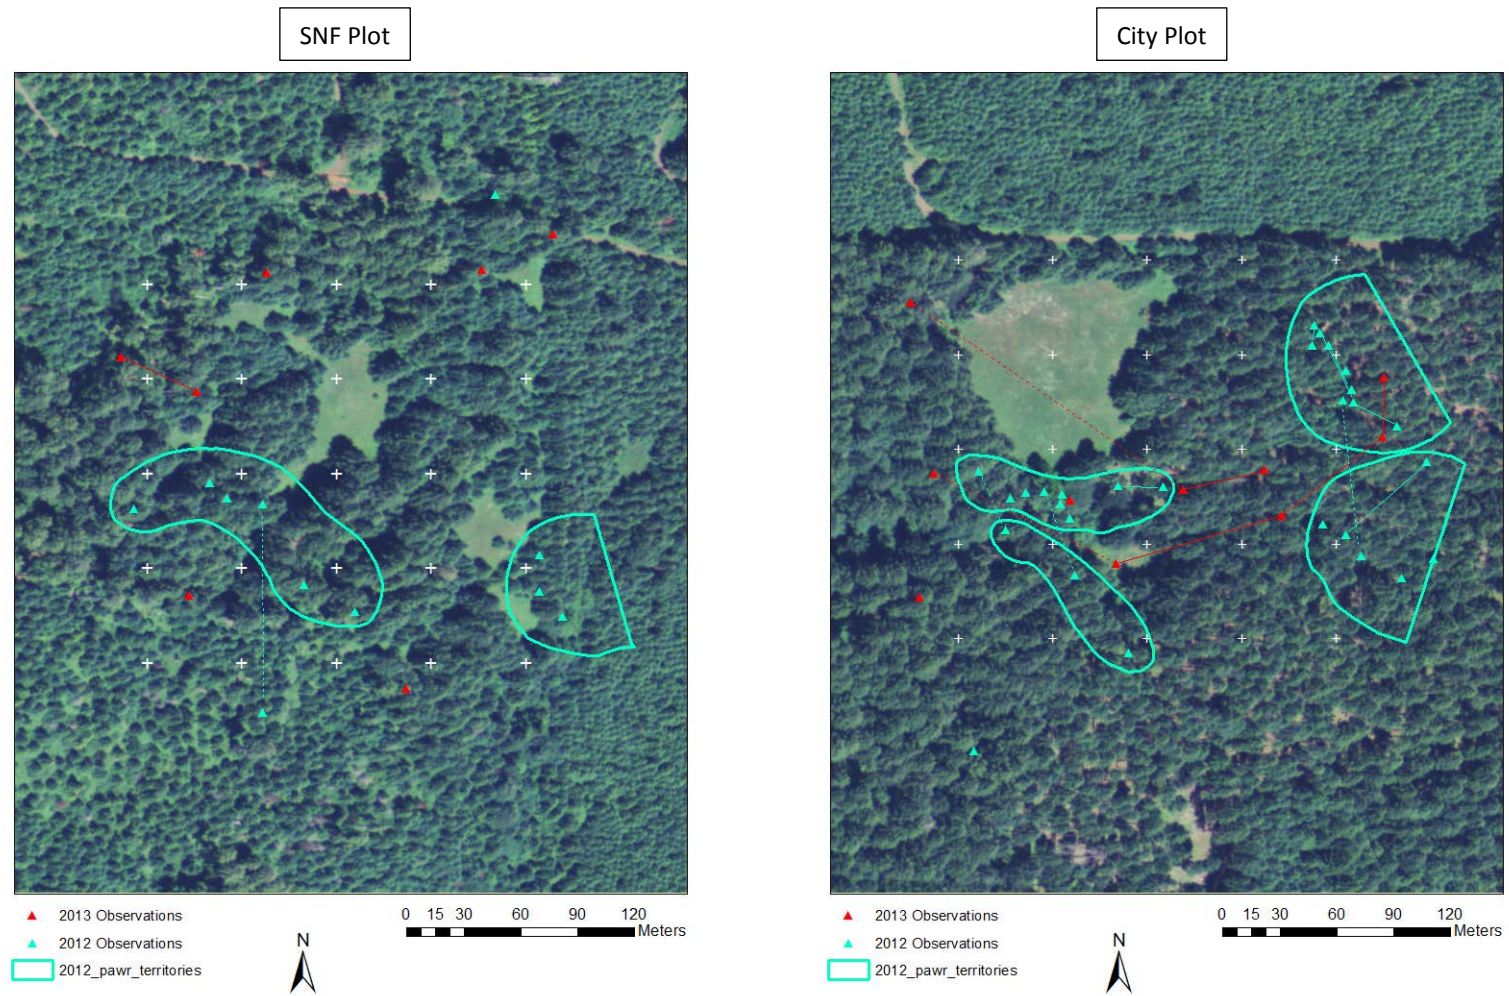 SNF Plot
City Plot
2013 Observations
2012 Observations
2012_pawr_territories
N
0 15 30 60 90 120
Meters
2013 Observations
2012 Observations
2012_pawr_territories
N
0 15 30 60 90 120
Meters